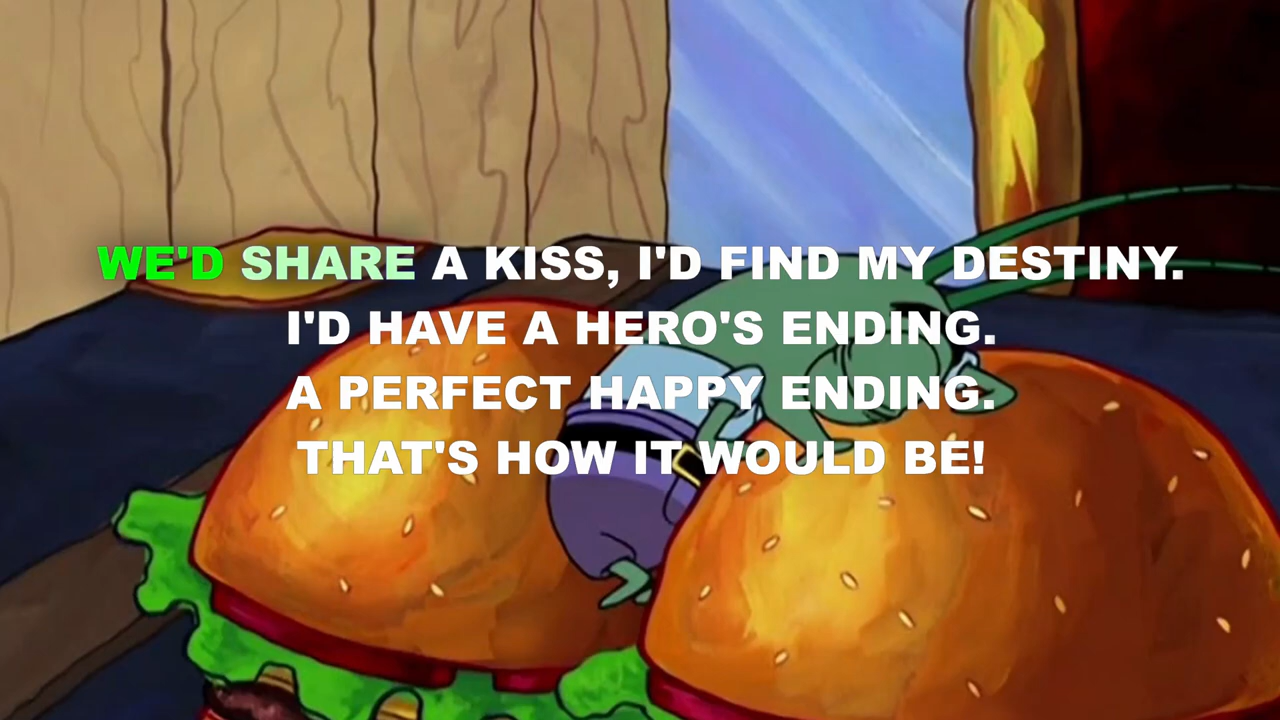 WE'D SHARE A KISS, I'D FIND MY DESTINY.
I'D HAVE A HERO'S ENDING.
A PERFECT HAPPY ENDING.
THAT'S HOW IT WOULD BE!